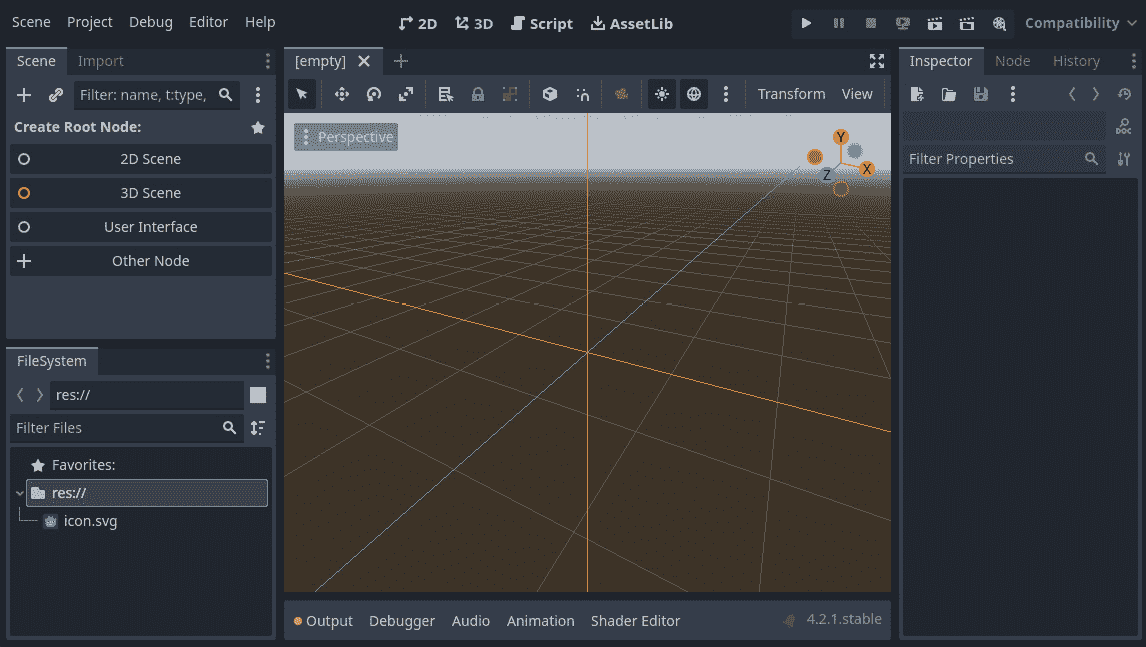 Scene Project Debug Editor Help
2D 3D Script AssetLib
Compatibility
Scene Import
Filter: name, t:type,
Create Root Node:
2D Scene
3D Scene
User Interface
Other Node
FileSystem
res://
Filter Files
Favorites:
res://
icon.svg
[empty]
Transform View
Perspective
Y
X
Z
Output Debugger Audio Animation Shader Editor
4.2.1.stable
Inspector Node History
DOC
Filter Properties